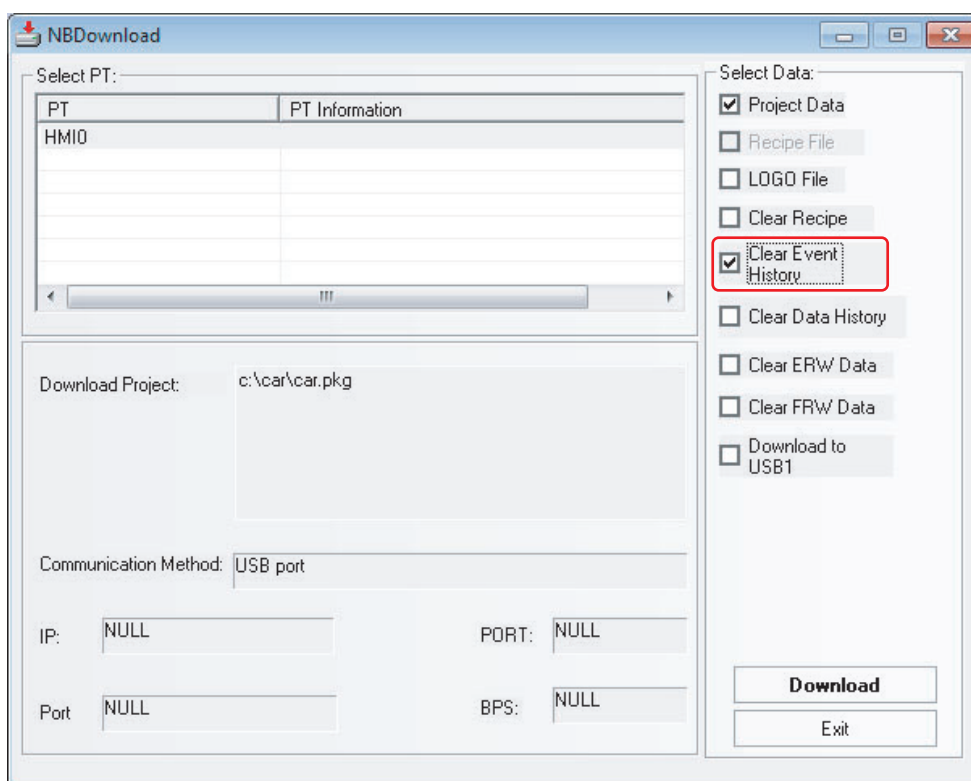 NBDownload
Select PT:
PT PT Information
HMI0
Download Project: c:\car\car.pkg
Communication Method: USB port
IP: NULL PORT: NULL
Port NULL BPS: NULL
Select Data:
Project Data
Recipe File
LOGO File
Clear Recipe
Clear Event
History
Clear Data History
Clear ERW Data
Clear FRW Data
Download to
USB1
Download
Exit